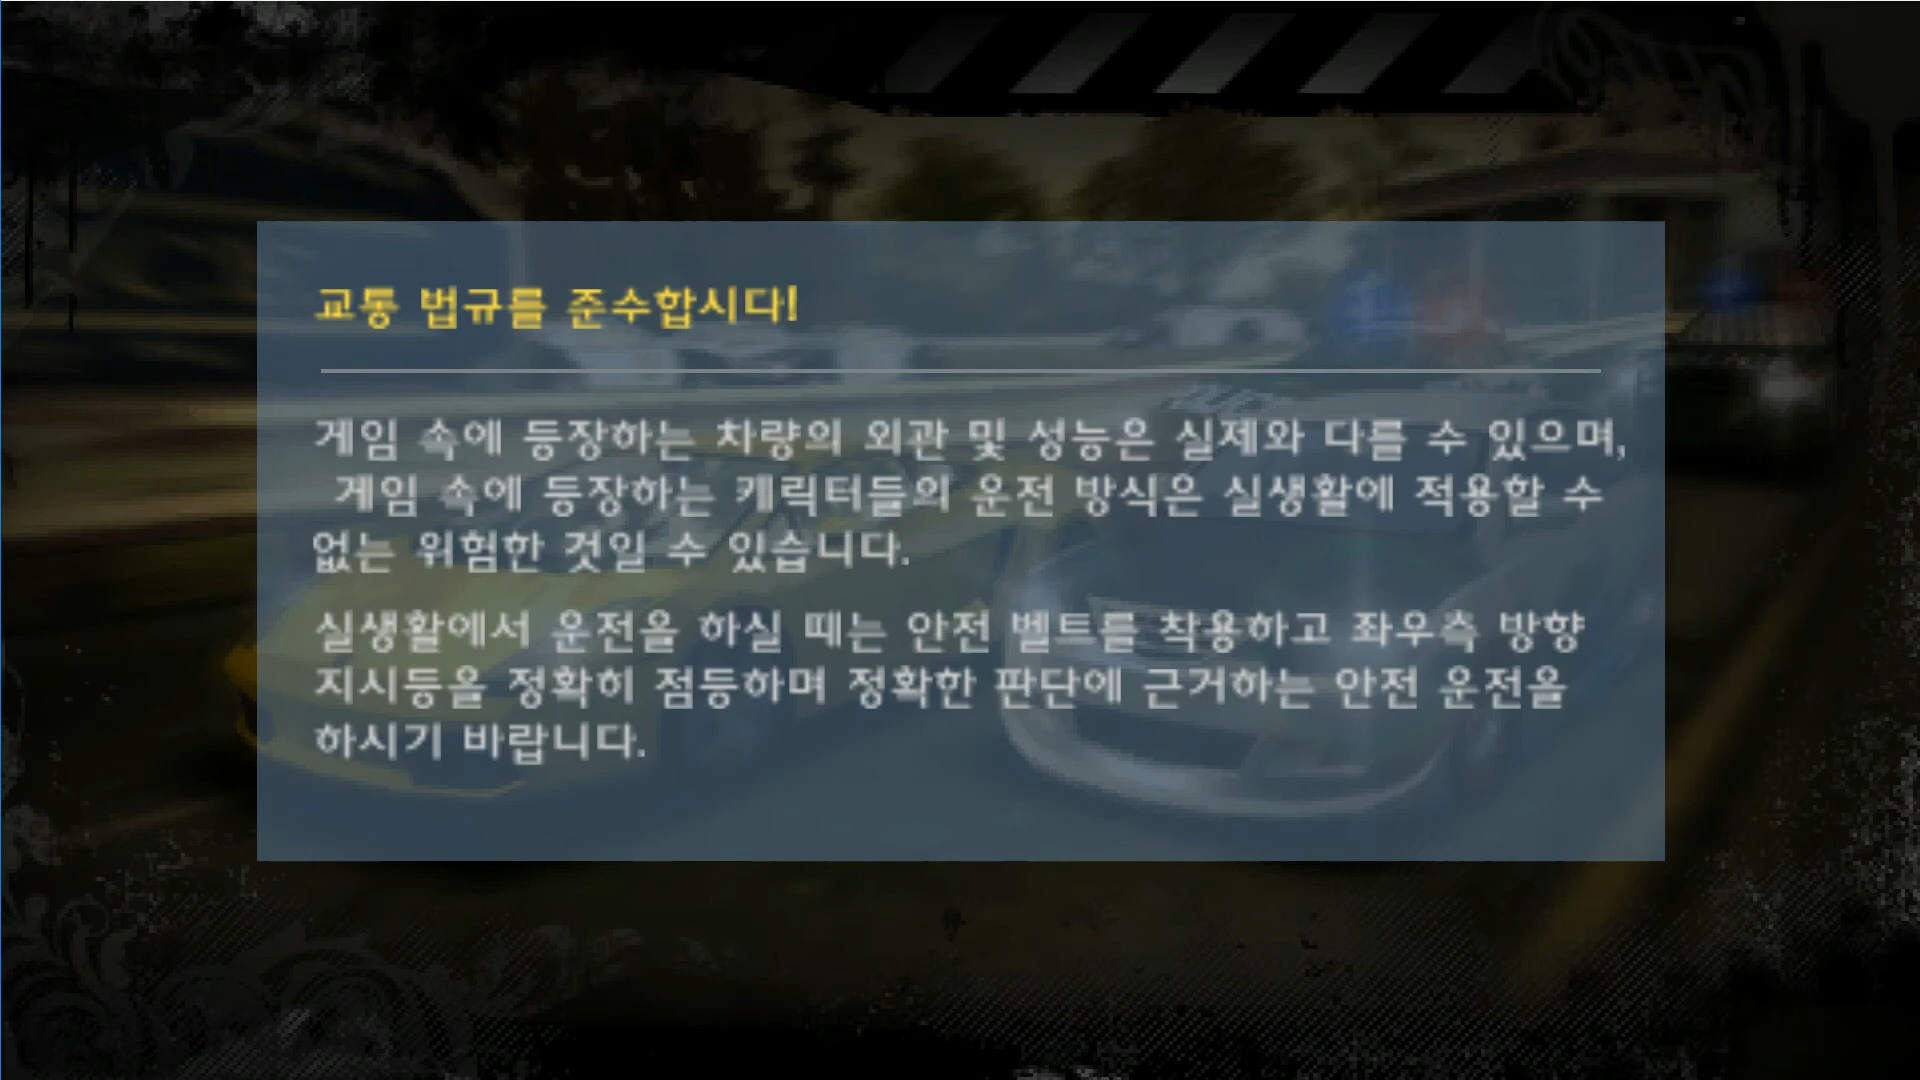 교통 법규를 준수합시다!
게임 속에 등장하는 차량의 외관 및 성능은 실제와 다를 수 있으며,
게임 속에 등장하는 캐릭터들의 운전 방식은 실생활에 적용할 수
없는 위험한 것일 수 있습니다.
실생활에서 운전을 하실 때는 안전 벨트를 착용하고 좌우측 방향
지시등을 정확히 점등하며 정확한 판단에 근거하는 안전 운전을
하시기 바랍니다.
POLICE